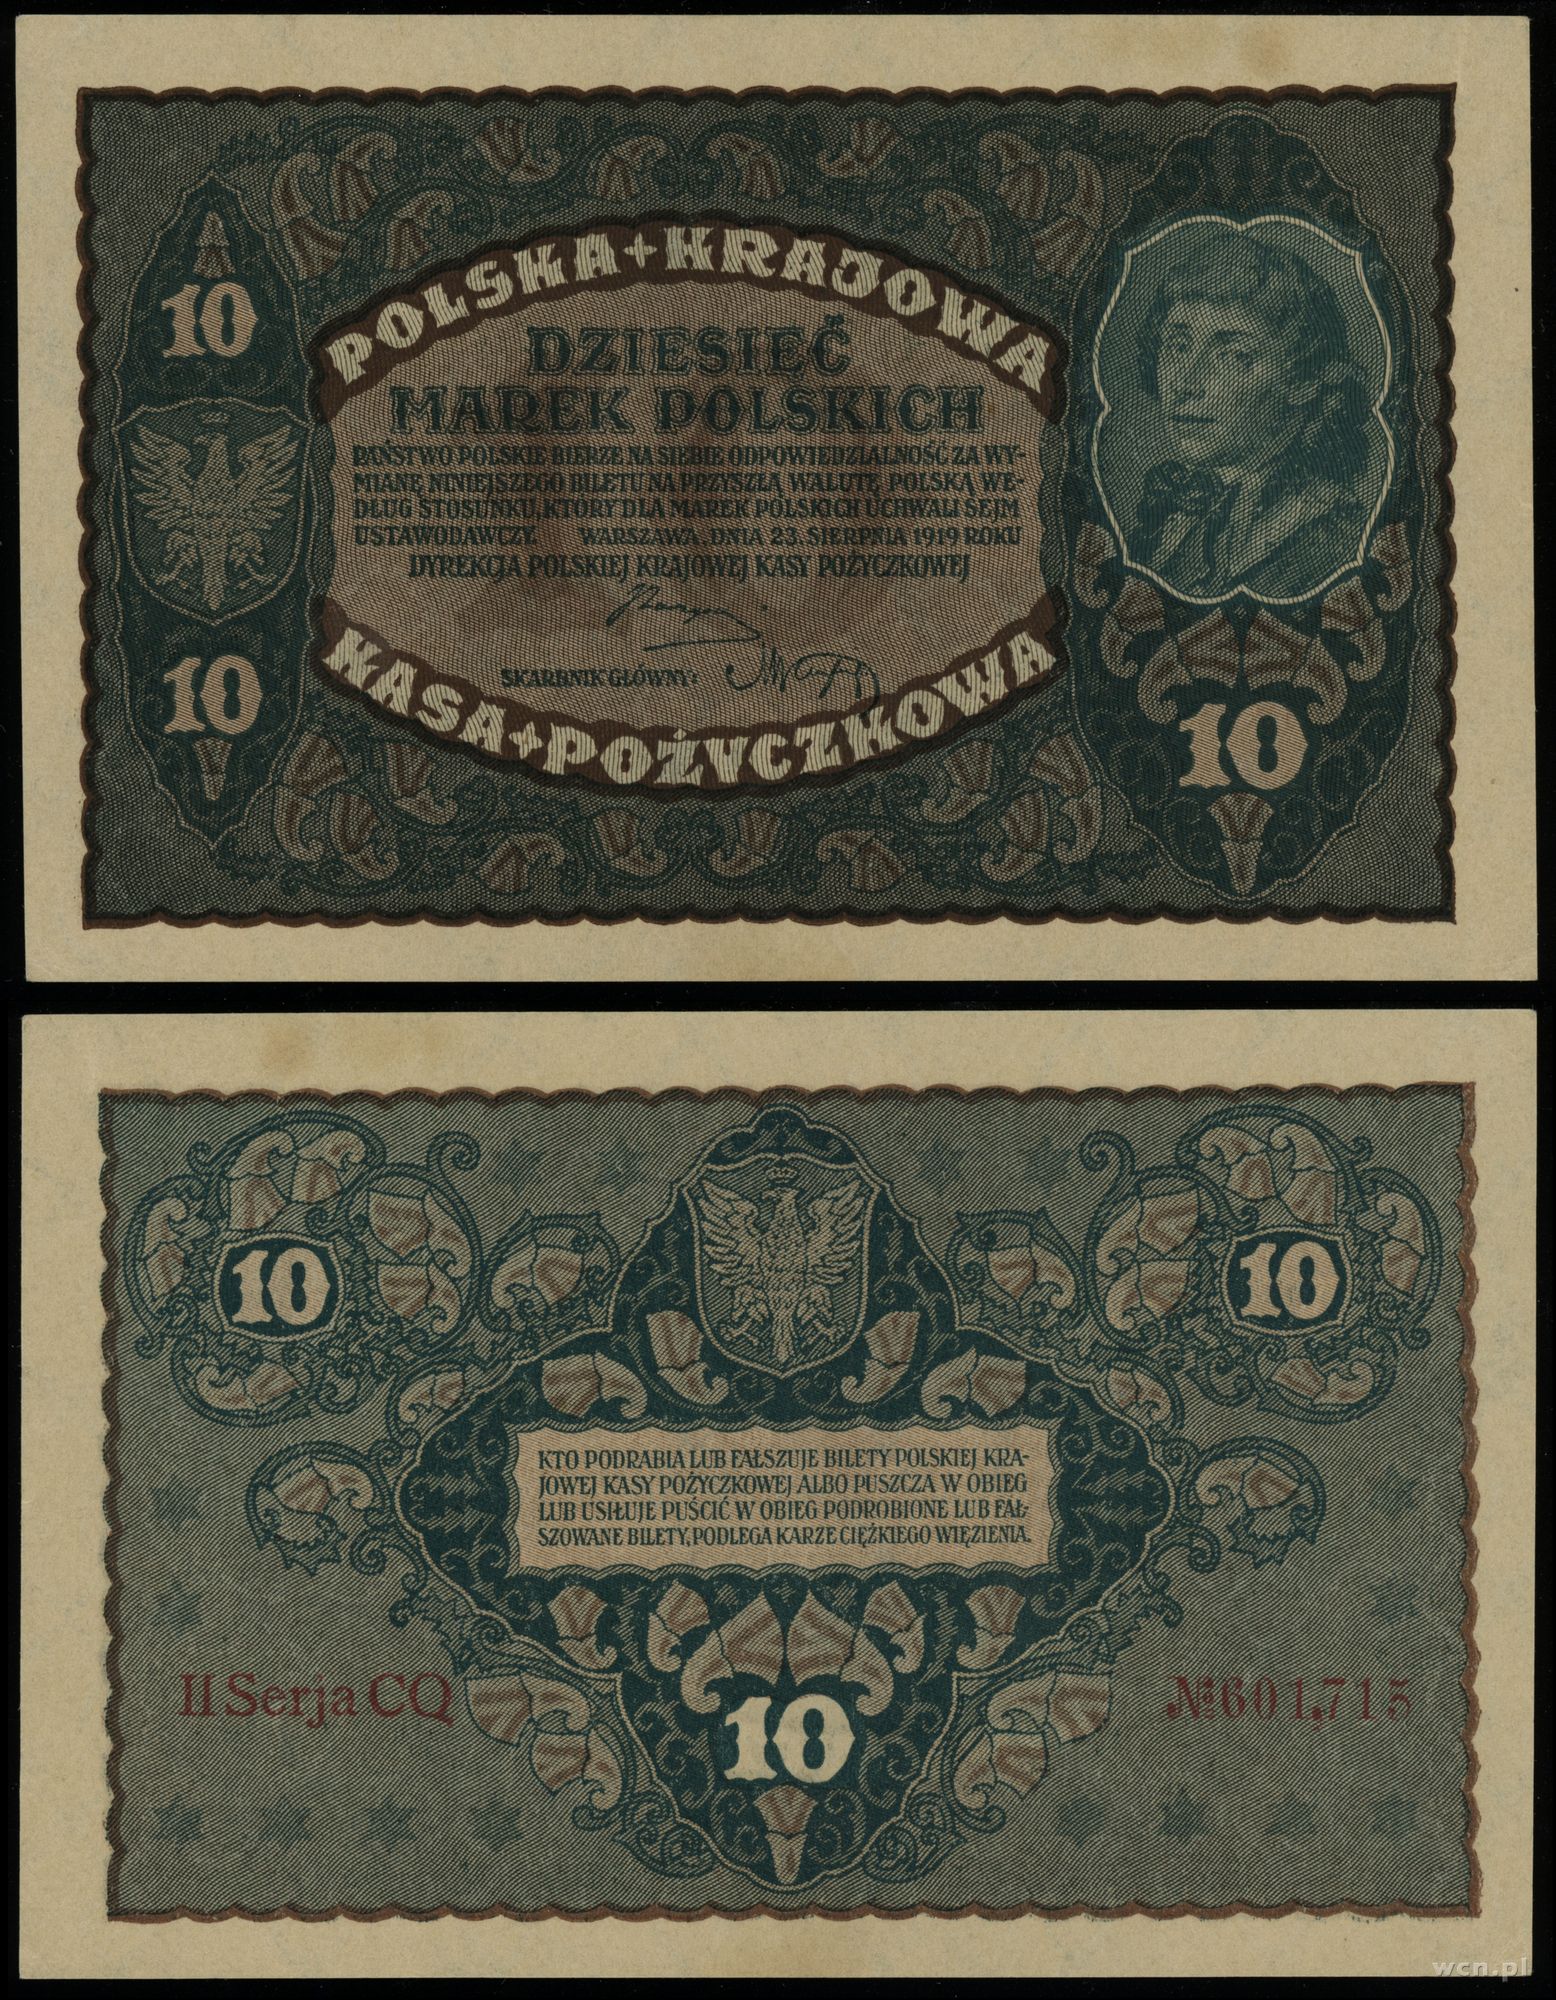 POLSKA + KRAJOWA
10
DZIESIĘĆ
MAREK POLSKICH
PAŃSTWO POLSKIE BIERZE NA SIEBIE ODPOWIEDZIALNOŚĆ ZA WY-
MIANĘ NINIEJSZEGO BILETU NA PRZYSZŁĄ WALUTĘ POLSKĄ WE-
DŁUG STOSUNKU, KTÓRY DLA MAREK POLSKICH UCHWALI SEJM
USTAWODAWCZY. WARSZAWA, DNIA 23. SIERPNIA 1919 ROKU
DYREKCJA POLSKIEJ KRAJOWEJ KASY POŻYCZKOWEJ
SKARBNIK GŁÓWNY:
10
10
KASA + POŻYCZKOWA
10
10
KTO PODRABIA LUB FAŁSZUJE BILETY POLSKIEJ KRA-
JOWEJ KASY POŻYCZKOWEJ ALBO PUSZCZA W OBIEG
LUB USIŁUJE PUŚCIĆ W OBIEG PODROBIONE LUB FAŁ-
SZOWANE BILETY, PODLEGA KARZE CIĘŻKIEGO WIĘZIENIA.
II Serja CQ
№ 601,715
10
wcn.pl